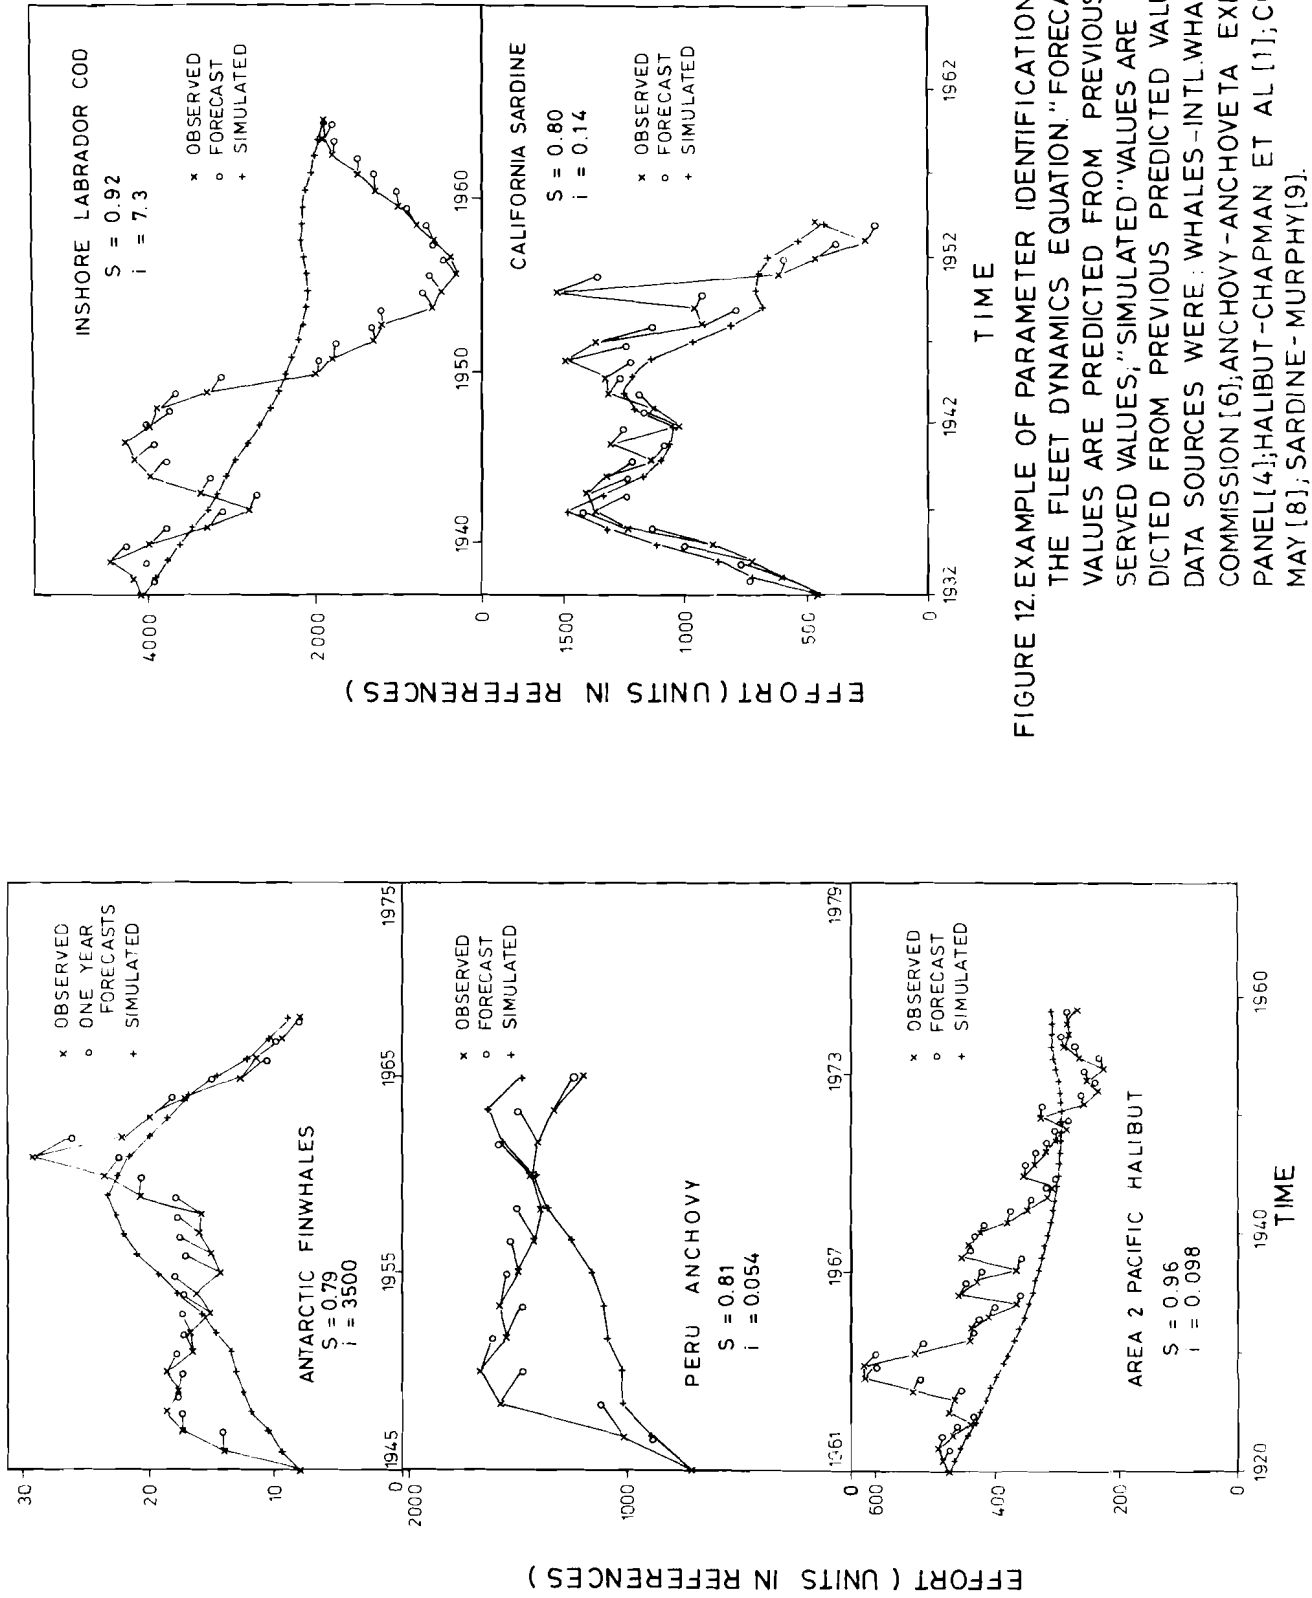 30
20
10
× OBSERVED
○ ONE YEAR
FORECASTS
+ SIMULATED
ANTARCTIC FINWHALES
S = 0.79
i = 3500
1945
1955
1965
1975
2000
1000
0
× OBSERVED
○ FORECAST
+ SIMULATED
PERU ANCHOVY
S = 0.81
i = 0.054
1961
1967
1973
1979
600
400
200
0
× OBSERVED
○ FORECAST
+ SIMULATED
AREA 2 PACIFIC HALIBUT
S = 0.96
i = 0.098
1920
1940
1960
TIME
EFFORT ( UNITS IN REFERENCES )
INSHORE LABRADOR COD
S = 0.92
i = 7.3
× OBSERVED
○ FORECAST
+ SIMULATED
4000
2000
0
1940
1950
1960
CALIFORNIA SARDINE
S = 0.80
i = 0.14
× OBSERVED
○ FORECAST
+ SIMULATED
1500
1000
500
0
1932
1942
1952
1962
TIME
EFFORT ( UNITS IN REFERENCES )
FIGURE 12. EXAMPLE OF PARAMETER IDENTIFICATION
THE FLEET DYNAMICS EQUATION. "FORECA
VALUES ARE PREDICTED FROM PREVIOUS
SERVED VALUES; "SIMULATED" VALUES ARE
DICTED FROM PREVIOUS PREDICTED VALU
DATA SOURCES WERE: WHALES-INTL.WHA
COMMISSION [6]; ANCHOVY-ANCHOVETA EX
PANEL[4]; HALIBUT-CHAPMAN ET AL [1]; C
MAY [8]; SARDINE-MURPHY[9].